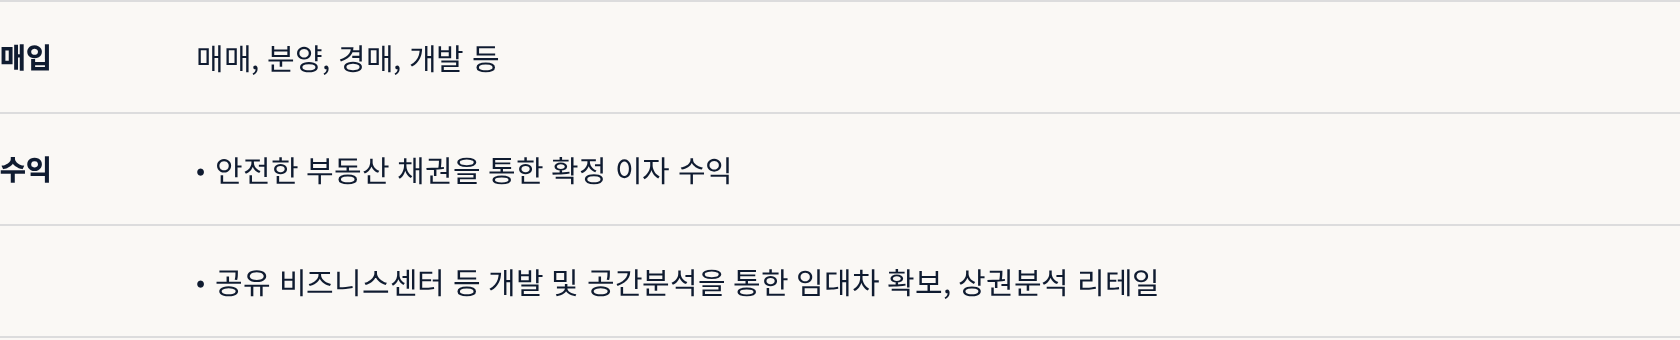 매입 매매, 분양, 경매, 개발 등
수익 • 안전한 부동산 채권을 통한 확정 이자 수익
• 공유 비즈니스센터 등 개발 및 공간분석을 통한 임대차 확보, 상권분석 리테일